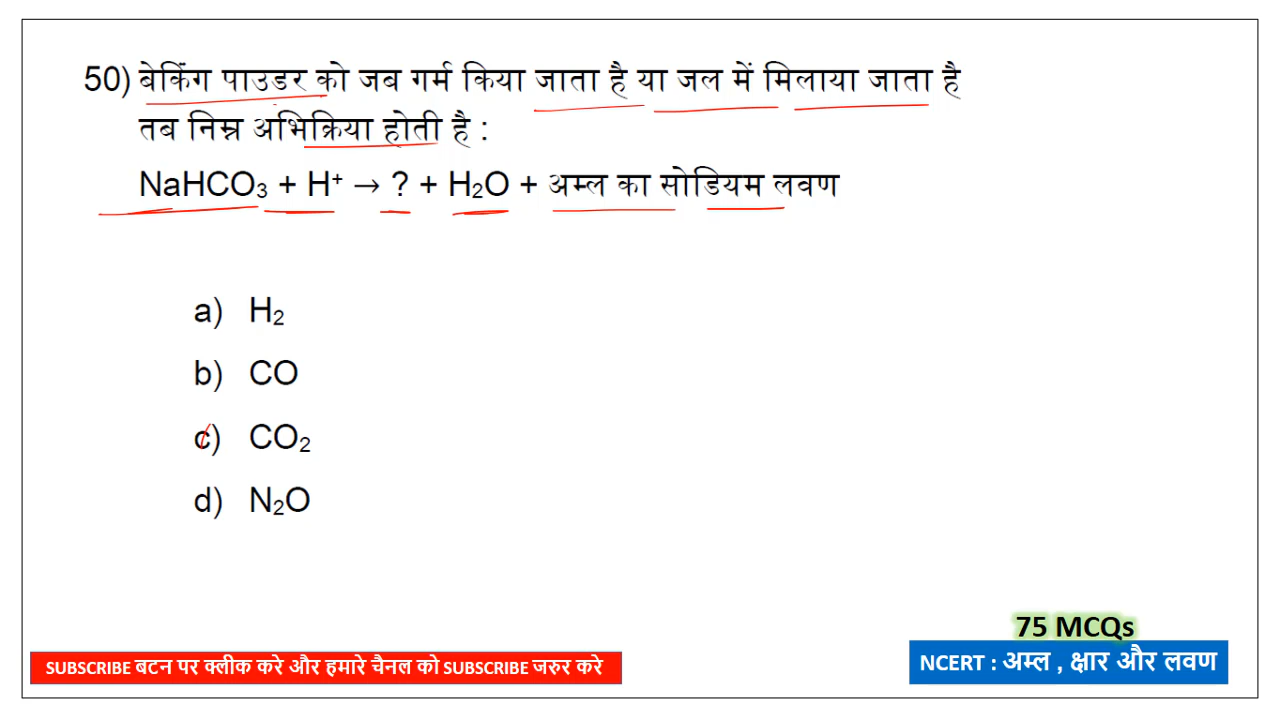 50) बेकिंग पाउडर को जब गर्म किया जाता है या जल में मिलाया जाता है
तब निम्न अभिक्रिया होती है :
NaHCO₃ + H⁺ → ? + H₂O + अम्ल का सोडियम लवण
a) H₂
b) CO
c) CO₂
d) N₂O
75 MCQs
SUBSCRIBE बटन पर क्लीक करे और हमारे चैनल को SUBSCRIBE जरुर करे
NCERT : अम्ल , क्षार और लवण